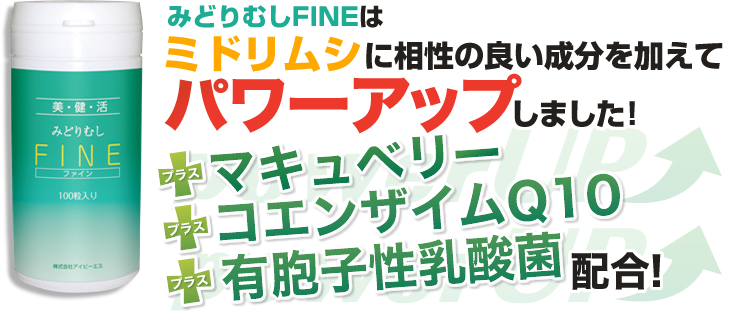 美・健・活
みどりむし
FINE
ファイン
100粒入り
株式会社アイピーエス
みどりむしFINEは
ミドリムシに相性の良い成分を加えて
パワーアップしました!
プラス マキュベリー
プラス コエンザイムQ10
プラス 有胞子性乳酸菌 配合!